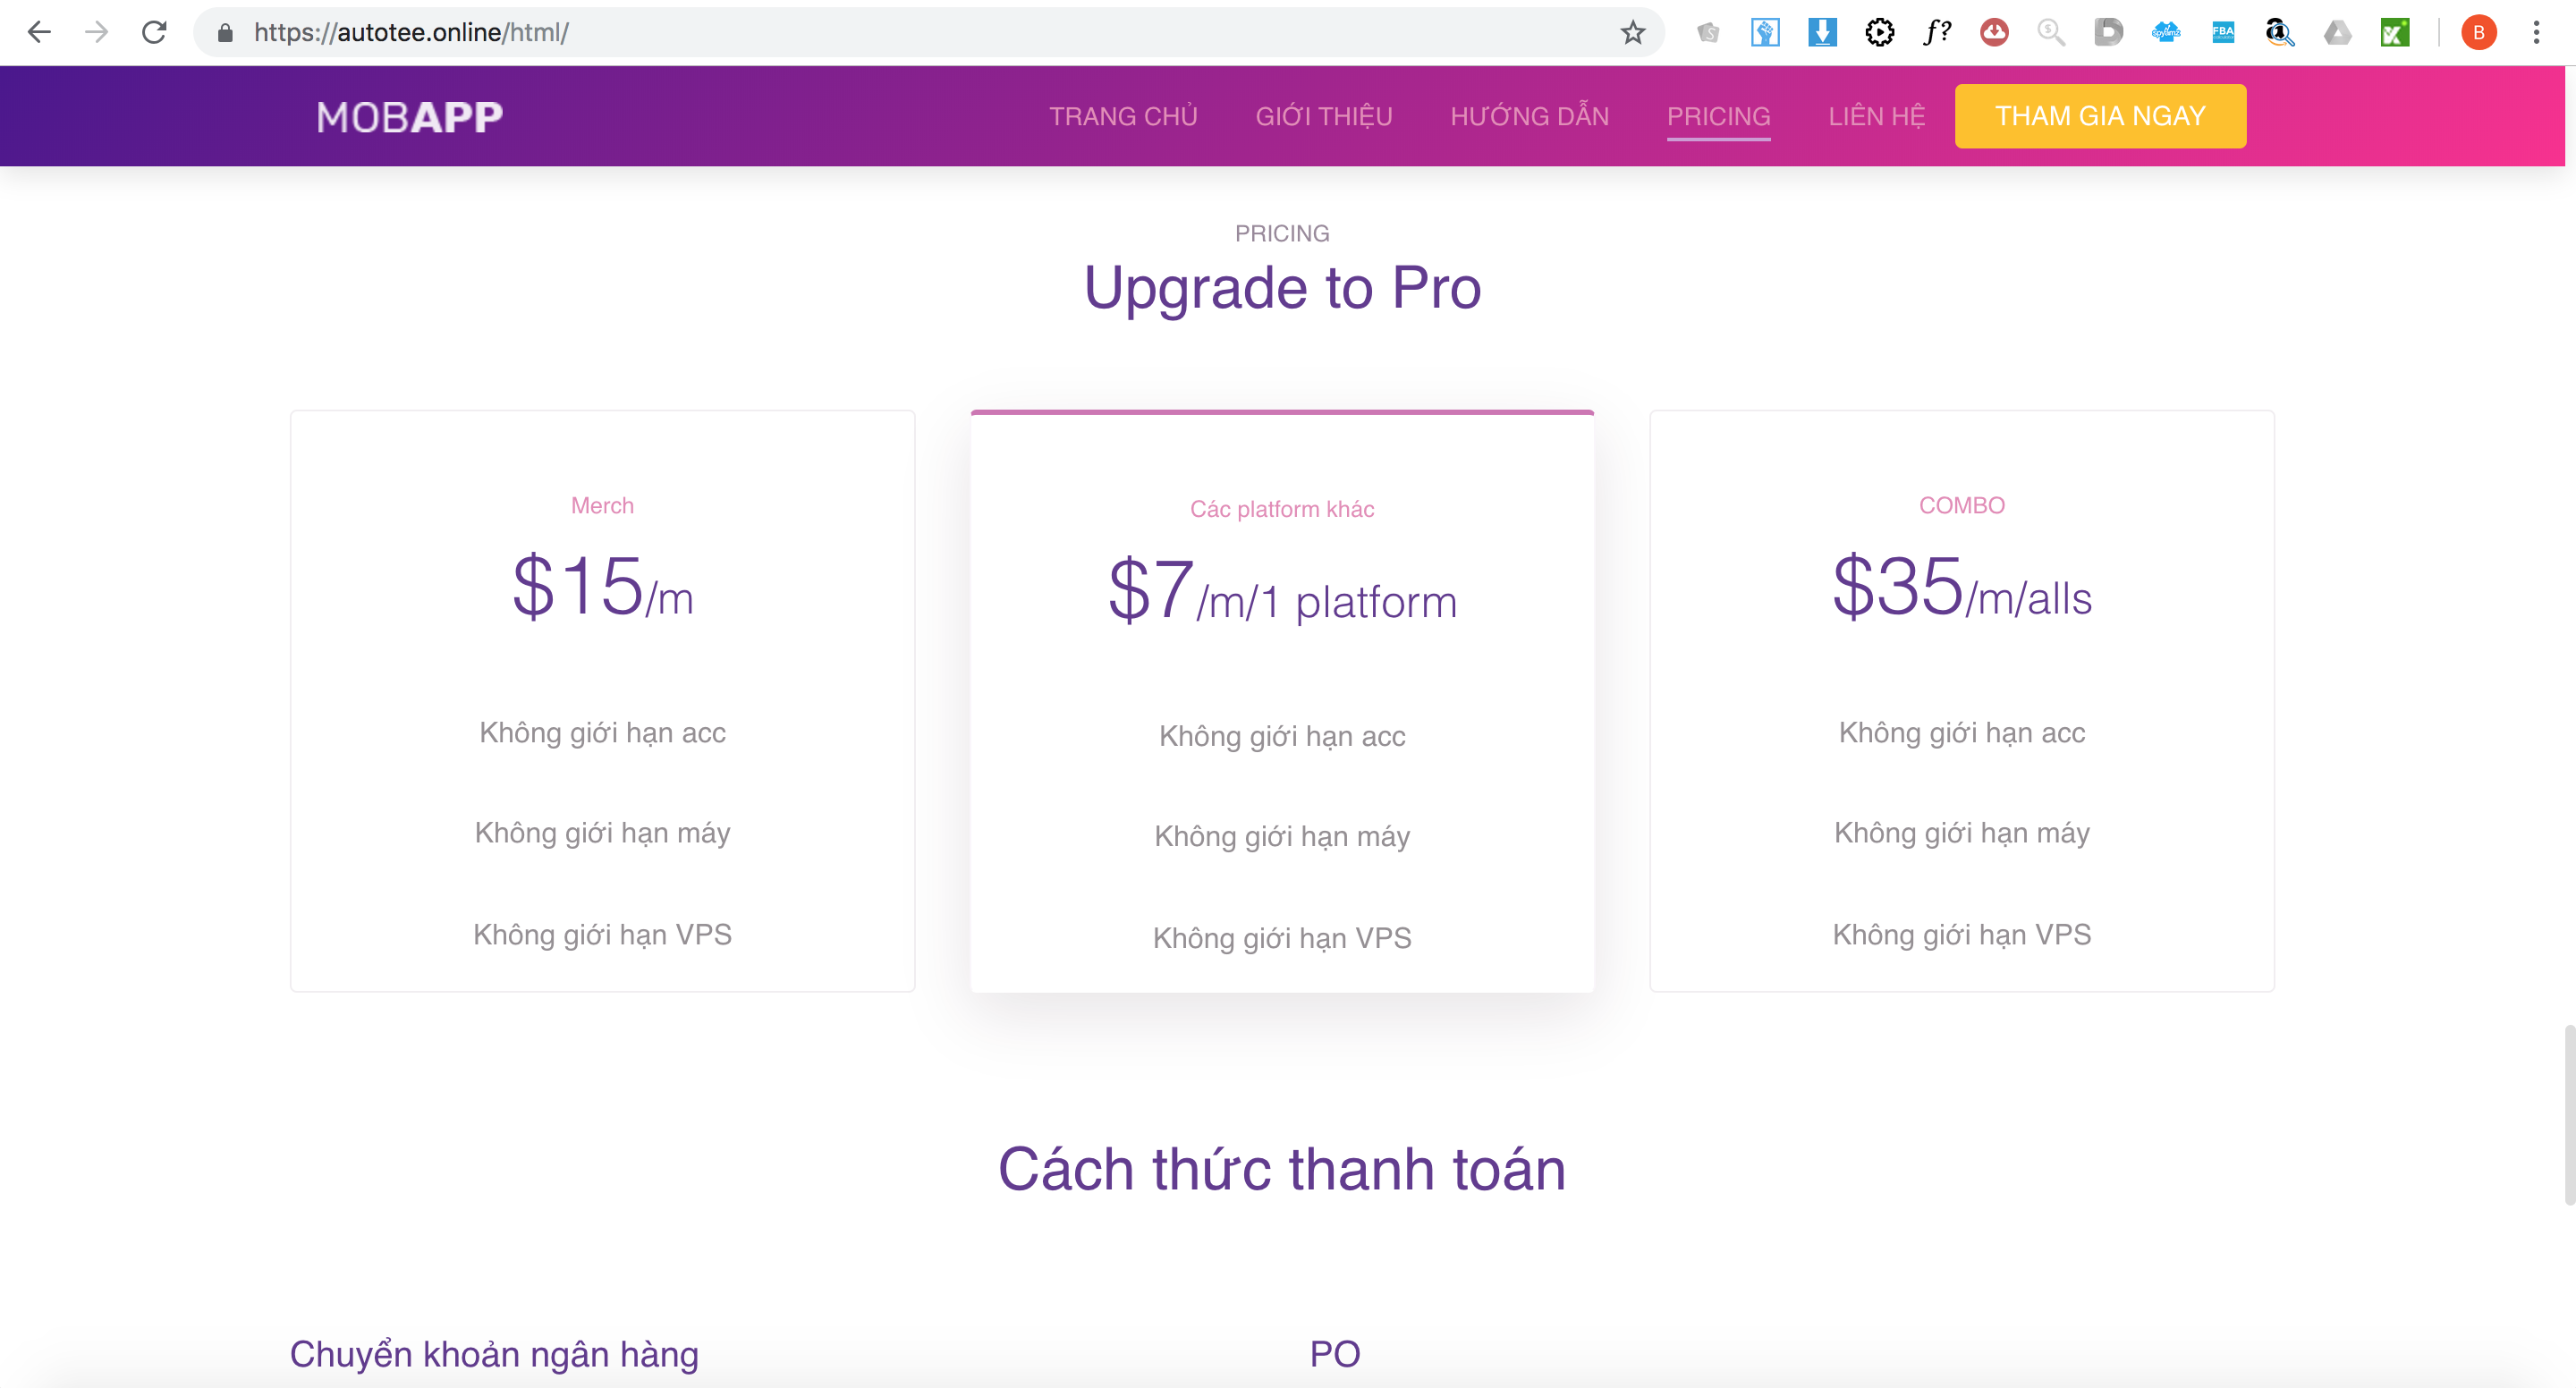 https://autotee.online/html/
B
MOBAPP
TRANG CHỦ
GIỚI THIỆU
HƯỚNG DẪN
PRICING
LIÊN HỆ
THAM GIA NGAY
PRICING
Upgrade to Pro
Merch
$15/m
Không giới hạn acc
Không giới hạn máy
Không giới hạn VPS
Các platform khác
$7/m/1 platform
Không giới hạn acc
Không giới hạn máy
Không giới hạn VPS
COMBO
$35/m/alls
Không giới hạn acc
Không giới hạn máy
Không giới hạn VPS
Cách thức thanh toán
Chuyển khoản ngân hàng
PO